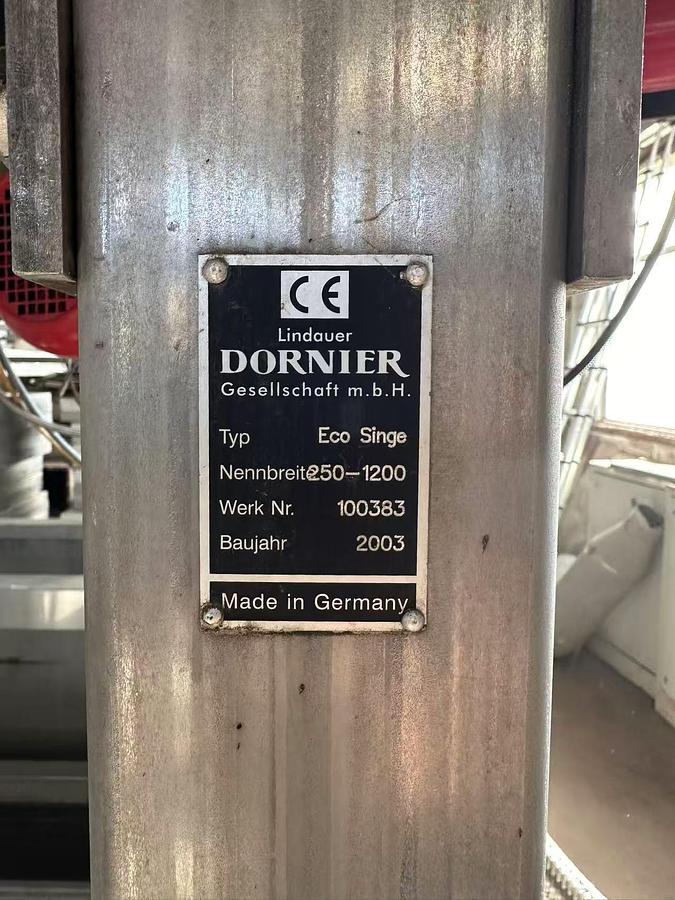 CE
Lindauer
DORNIER
Gesellschaft m.b.H.
Typ Eco Singe
Nennbreite 250-1200
Werk Nr. 100383
Baujahr 2003
Made in Germany